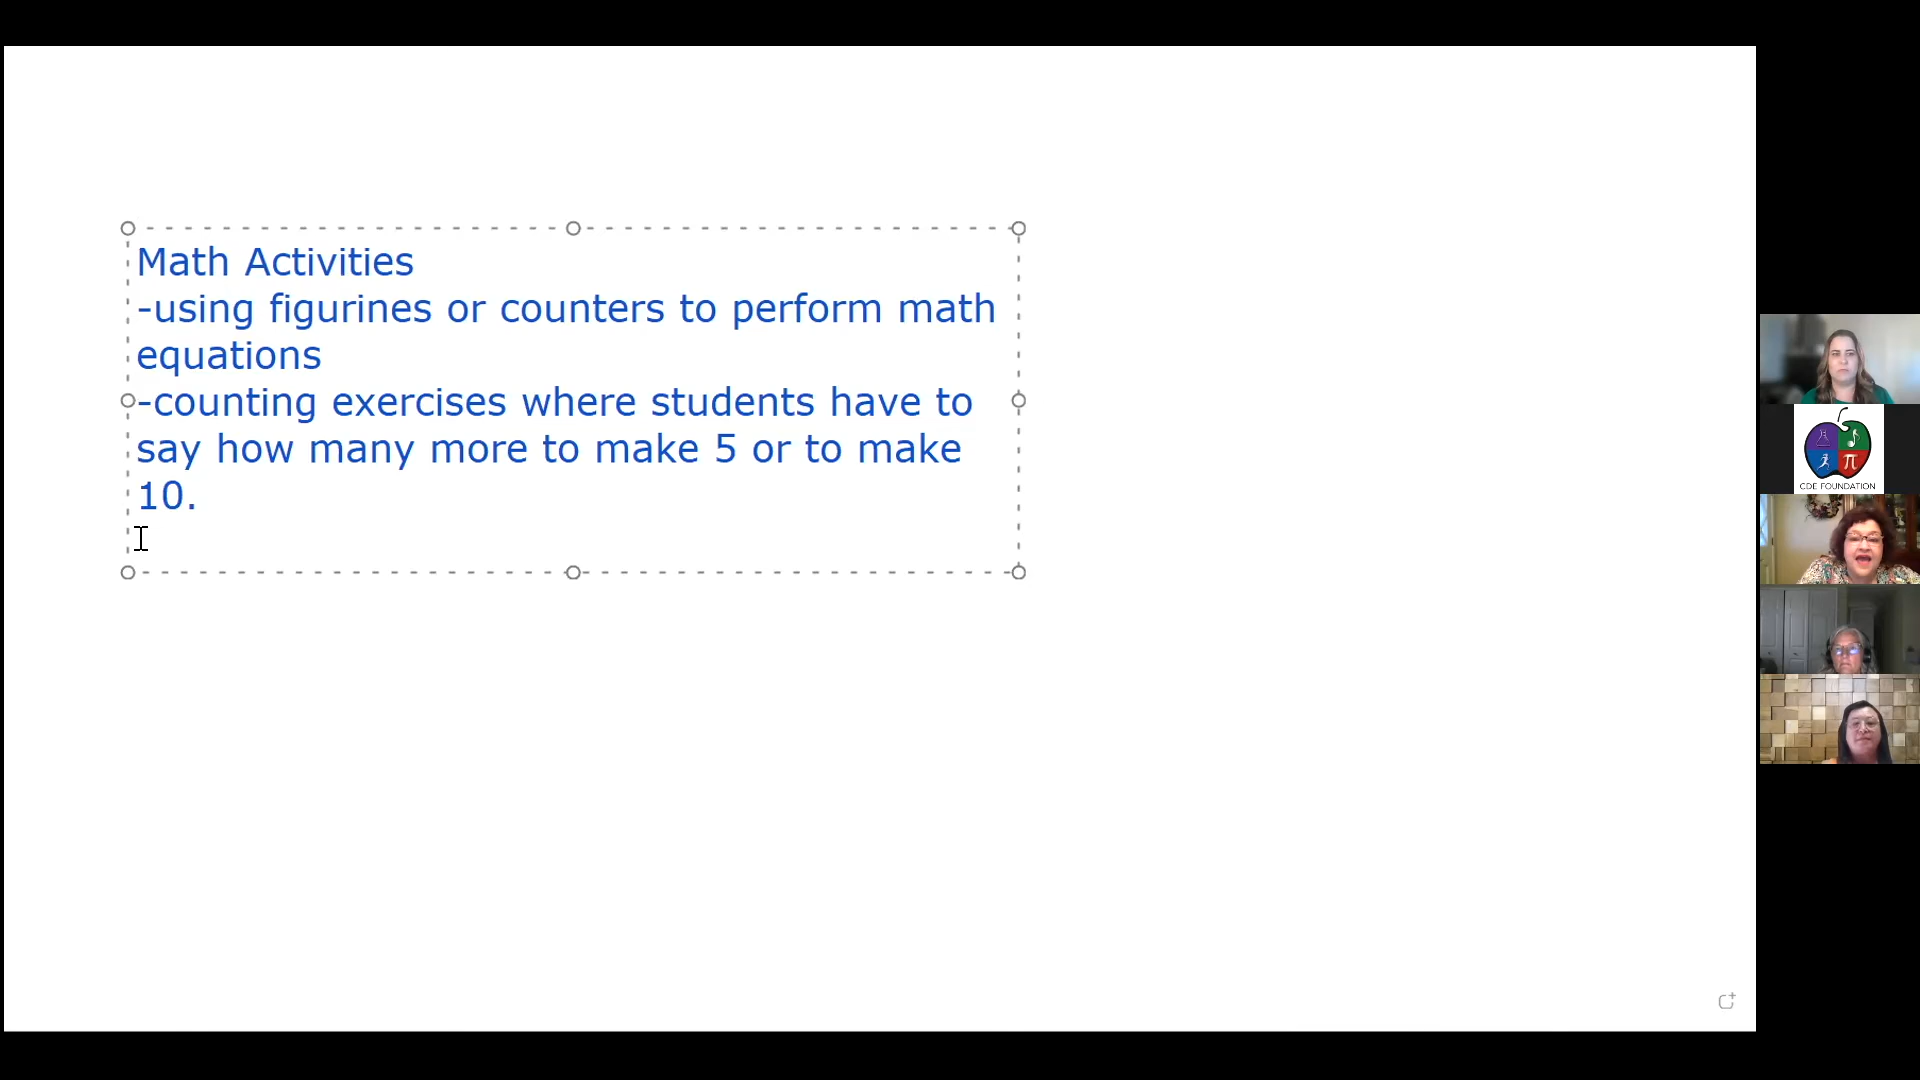 Math Activities
-using figurines or counters to perform math
equations
-counting exercises where students have to
say how many more to make 5 or to make
10.
π
CDE FOUNDATION